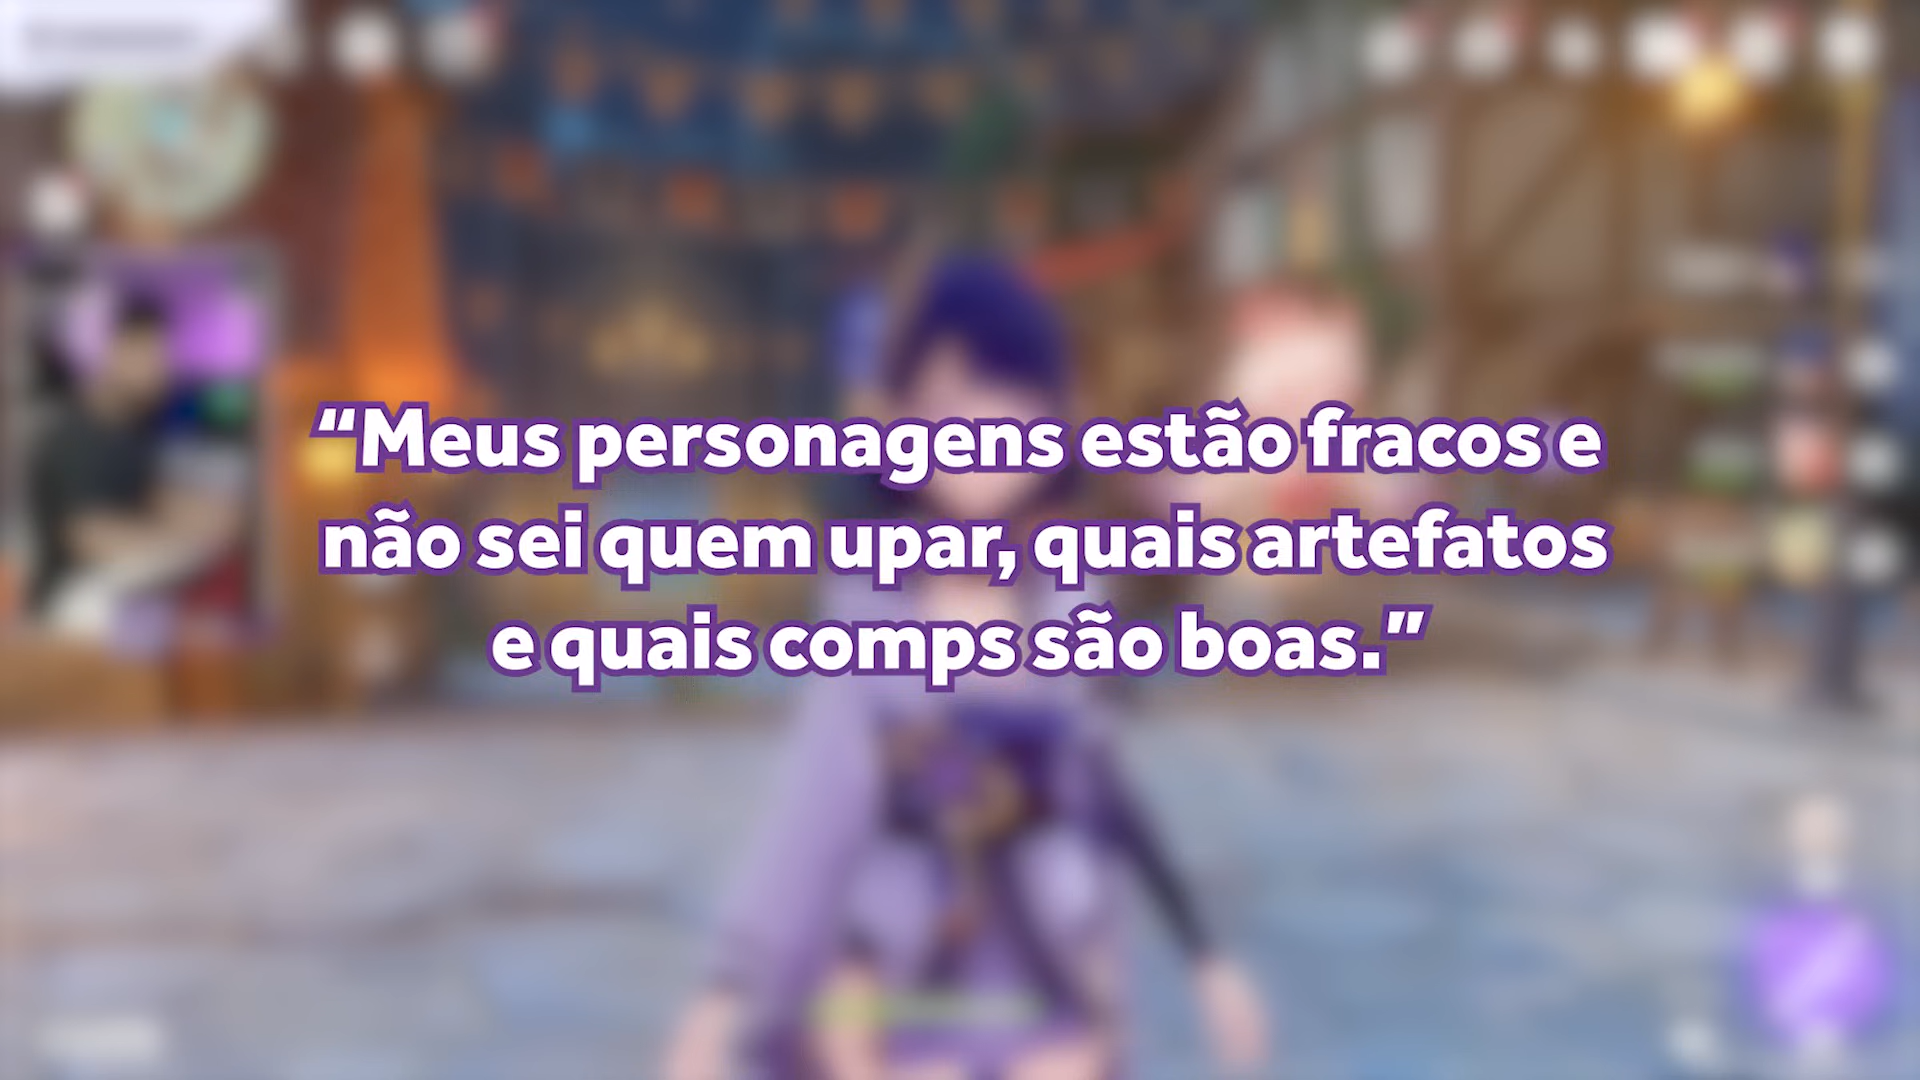 “Meus personagens estão fracos e
não sei quem upar, quais artefatos
e quais comps são boas.”